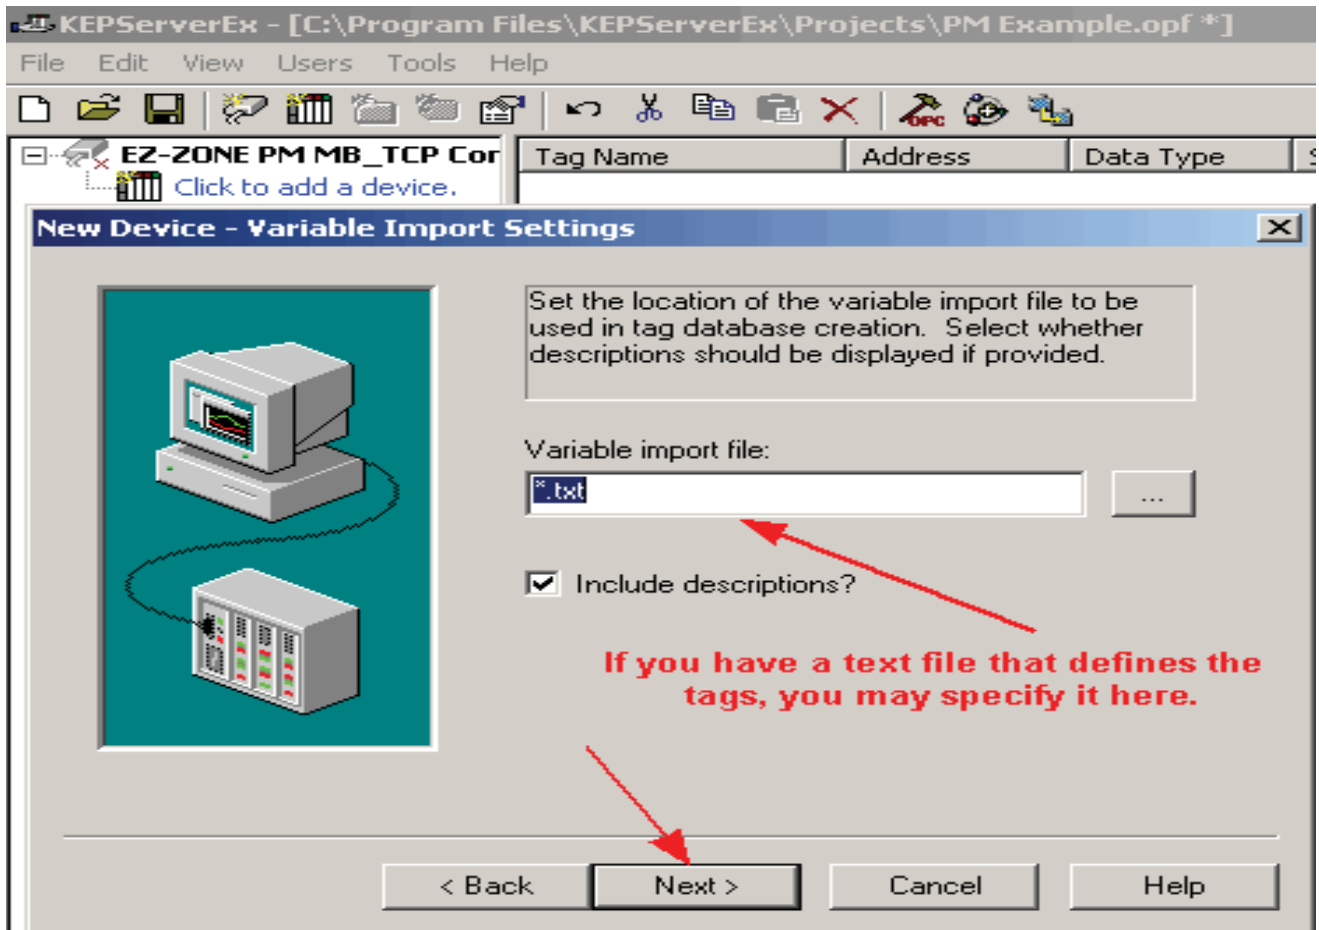 KEPServerEx - [C:\Program Files\KEPServerEx\Projects\PM Example.opf *]
File Edit View Users Tools Help
OPC
EZ-ZONE PM MB_TCP Cor
Click to add a device.
Tag Name Address Data Type S
New Device - Variable Import Settings
Set the location of the variable import file to be
used in tag database creation. Select whether
descriptions should be displayed if provided.
Variable import file:
*.txt
...
Include descriptions?
If you have a text file that defines the
tags, you may specify it here.
< Back Next > Cancel Help